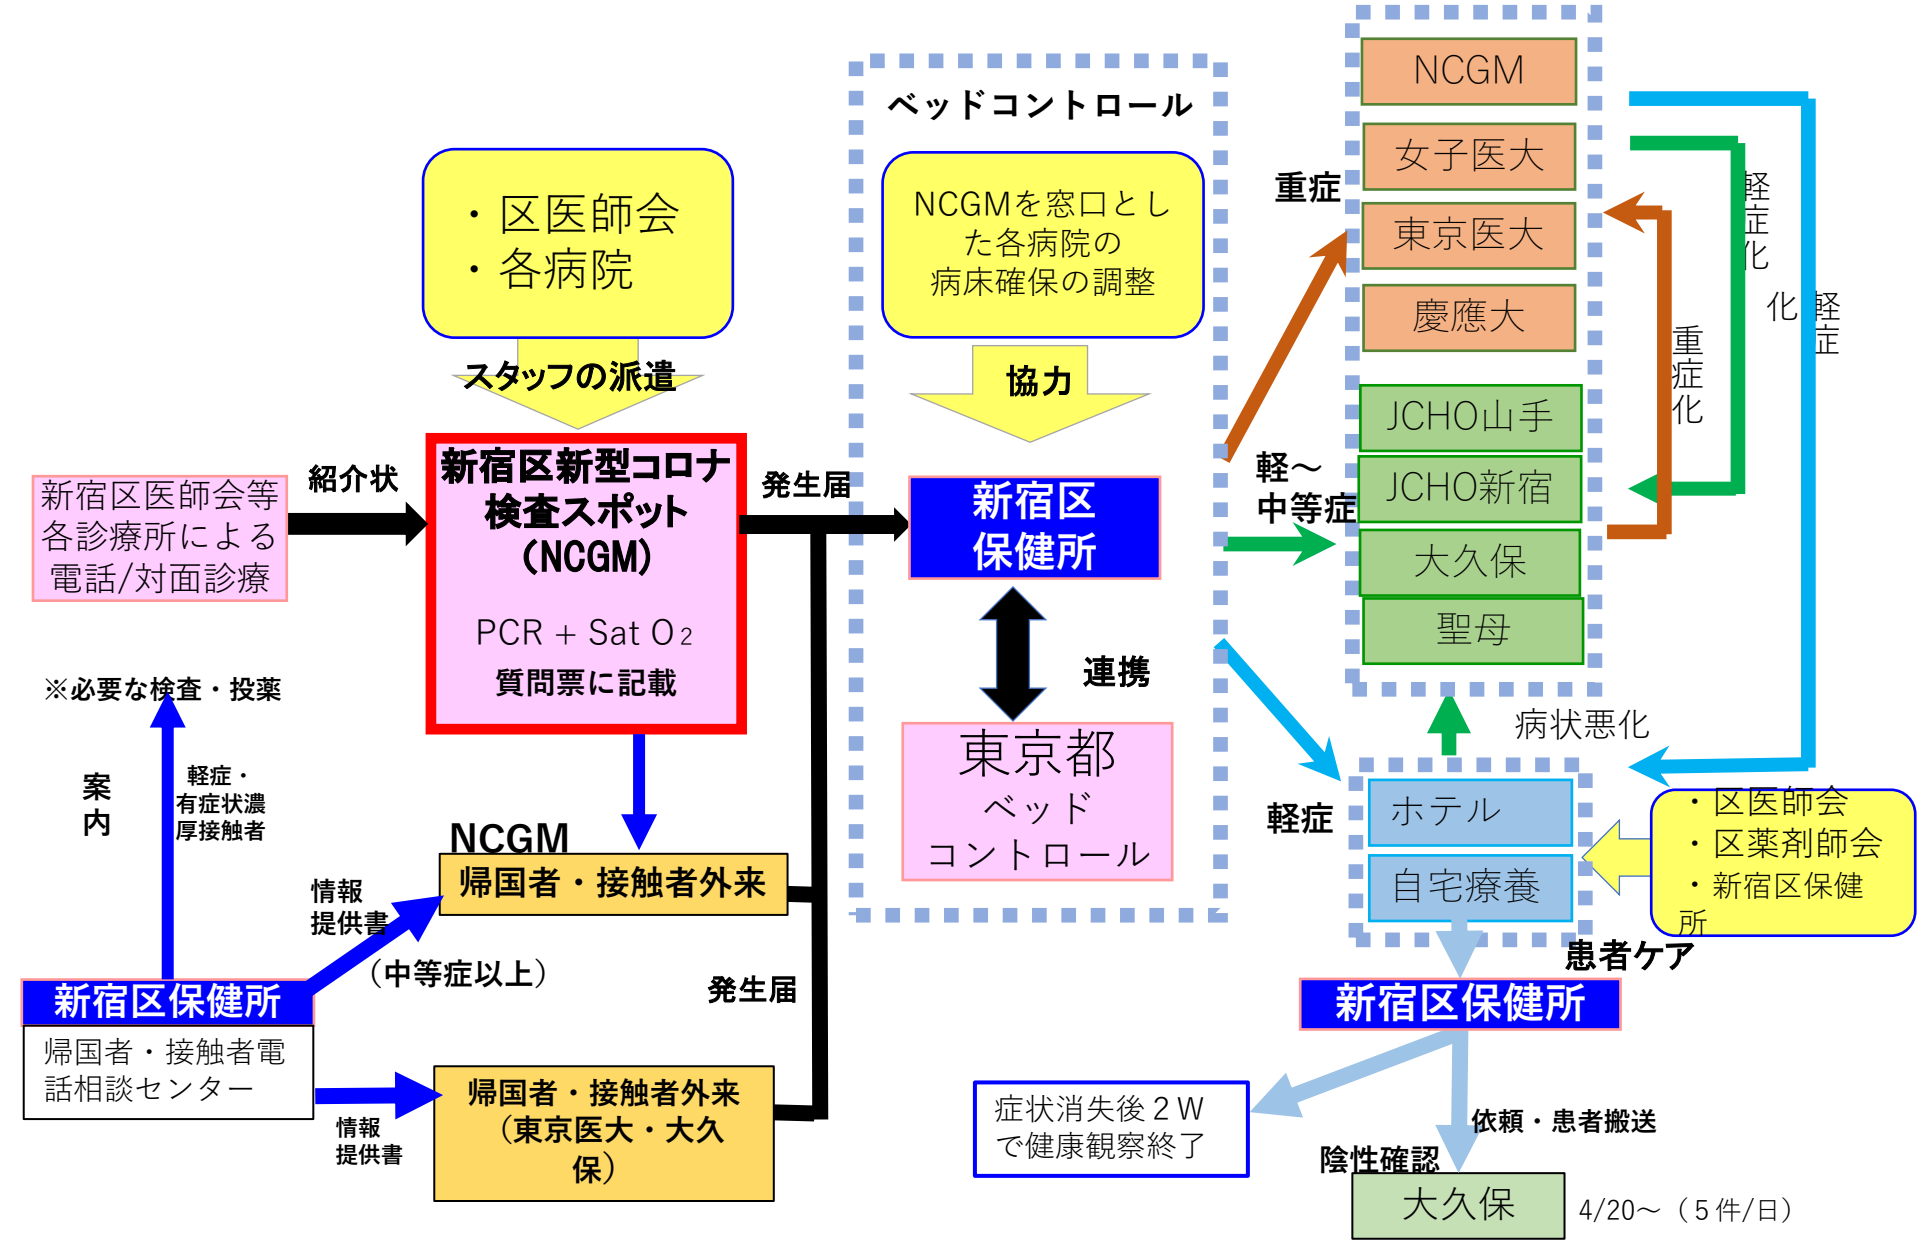 新宿区医師会等
各診療所による
電話/対面診療
紹介状
※必要な検査・投薬
案
内
軽症・
有症状濃
厚接触者
新宿区保健所
帰国者・接触者電
話相談センター
情報
提供書
（中等症以上）
情報
提供書
・区医師会
・各病院
スタッフの派遣
新宿区新型コロナ
検査スポット
（NCGM）
PCR + Sat O2
質問票に記載
NCGM
帰国者・接触者外来
帰国者・接触者外来
（東京医大・大久
保）
発生届
発生届
ベッドコントロール
NCGMを窓口とし
た各病院の
病床確保の調整
協力
新宿区
保健所
連携
東京都
ベッド
コントロール
重症
軽～
中等症
軽症
NCGM
女子医大
東京医大
慶應大
JCHO山手
JCHO新宿
大久保
聖母
重症化
軽症化
軽症
化
病状悪化
ホテル
自宅療養
・区医師会
・区薬剤師会
・新宿区保健
所
患者ケア
新宿区保健所
症状消失後２W
で健康観察終了
依頼・患者搬送
陰性確認
大久保
4/20～（５件/日）